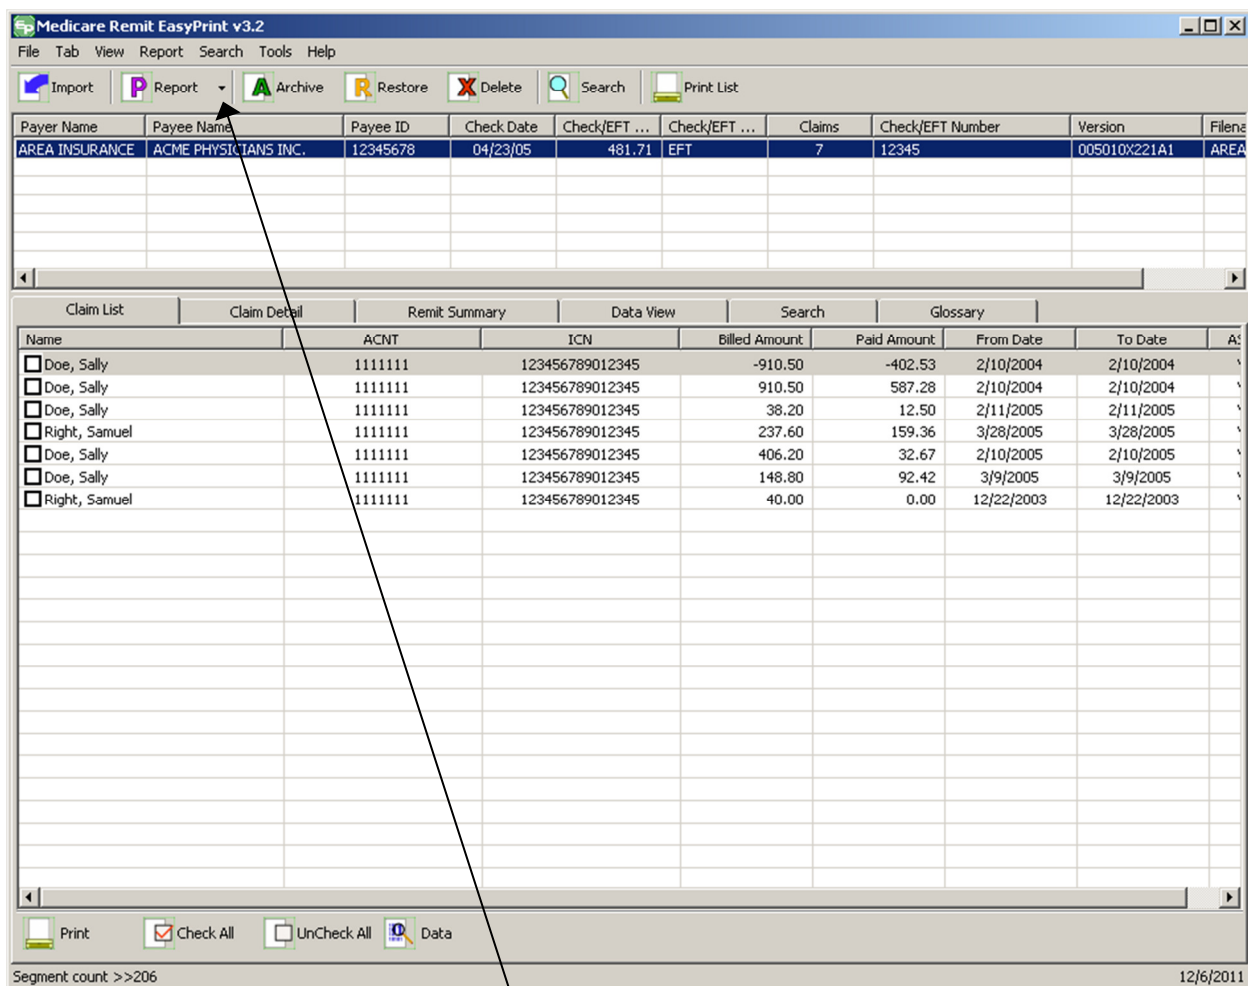 Medicare Remit EasyPrint v3.2
File Tab View Report Search Tools Help
Import Report Archive Restore Delete Search Print List
Payer Name Payee Name Payee ID Check Date Check/EFT ... Check/EFT ... Claims Check/EFT Number Version Filena
AREA INSURANCE ACME PHYSICIANS INC. 12345678 04/23/05 481.71 EFT 7 12345 005010X221A1 AREA
Claim List Claim Detail Remit Summary Data View Search Glossary
Name ACNT ICN Billed Amount Paid Amount From Date To Date AS
Doe, Sally 1111111 123456789012345 -910.50 -402.53 2/10/2004 2/10/2004
Doe, Sally 1111111 123456789012345 910.50 587.28 2/10/2004 2/10/2004
Doe, Sally 1111111 123456789012345 38.20 12.50 2/11/2005 2/11/2005
Right, Samuel 1111111 123456789012345 237.60 159.36 3/28/2005 3/28/2005
Doe, Sally 1111111 123456789012345 406.20 32.67 2/10/2005 2/10/2005
Doe, Sally 1111111 123456789012345 148.80 92.42 3/9/2005 3/9/2005
Right, Samuel 1111111 123456789012345 40.00 0.00 12/22/2003 12/22/2003
Print Check All UnCheck All Data
Segment count >>206 12/6/2011